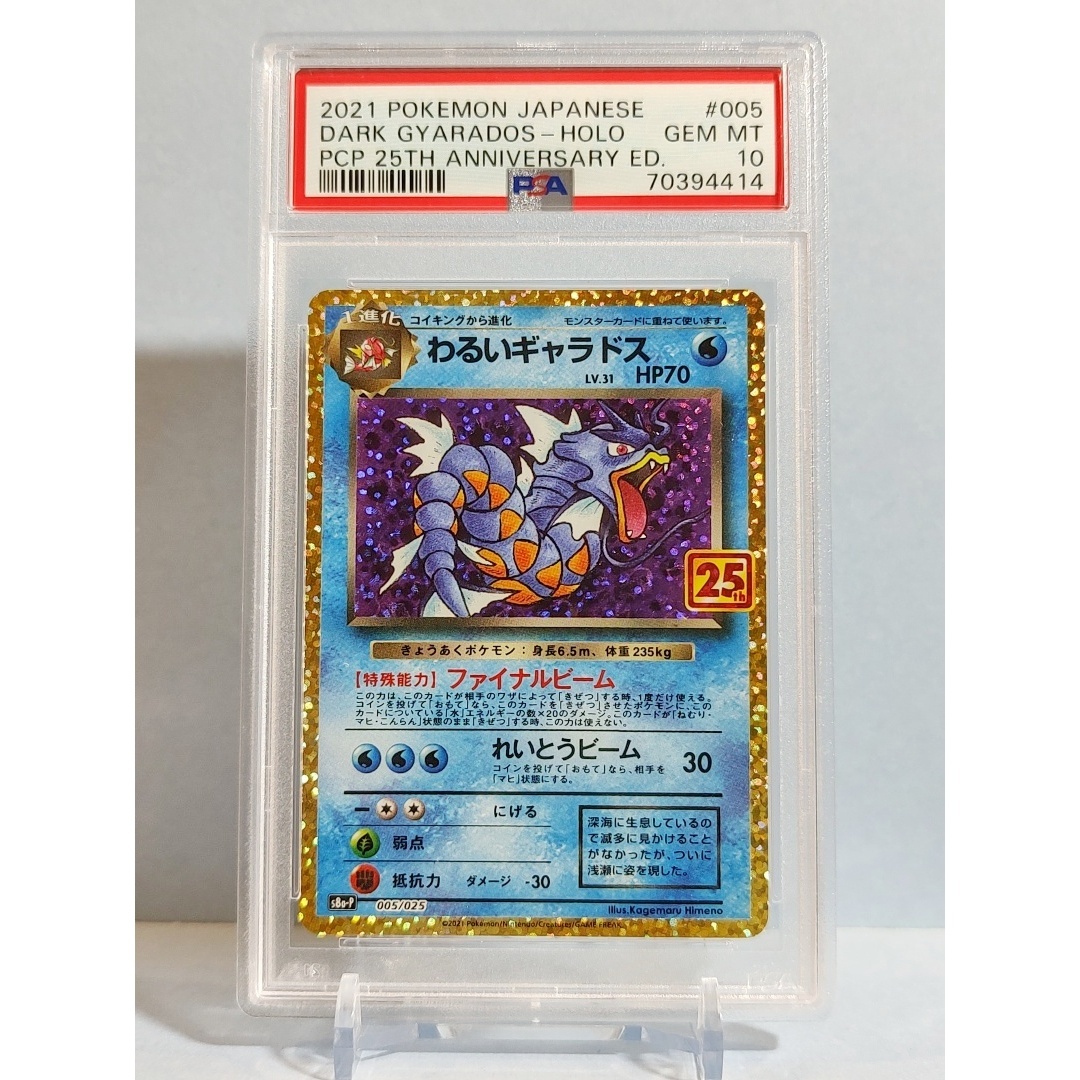 2021 POKEMON JAPANESE #005
DARK GYARADOS-HOLO GEM MT
PCP 25TH ANNIVERSARY ED. 10
PSA 70394414
1進化 コイキングから進化 モンスターカードに重ねて使います。
わるいギャラドス
LV.31 HP70
25th
きょうあくポケモン:身長6.5m、体重235kg
【特殊能力】ファイナルビーム
この力は、このカードが相手のワザによって「きぜつ」する時、1度だけ使える。
コインを投げて「おもて」なら、このカードを「きぜつ」させたポケモンに、この
カードについている「水」エネルギーの数×20のダメージ。このカードが「ねむり・
マヒ・こんらん」状態のまま「きぜつ」する時、この力は使えない。
れいとうビーム 30
コインを投げて「おもて」なら、相手を
「マヒ」状態にする。
にげる
弱点
抵抗力 ダメージ -30
深海に生息しているの
で滅多に見かけること
がなかったが、ついに
浅瀬に姿を現した。
s8a-P 005/025
Illus.Kagemaru Himeno
©2021 Pokémon/Nintendo/Creatures/GAME FREAK.